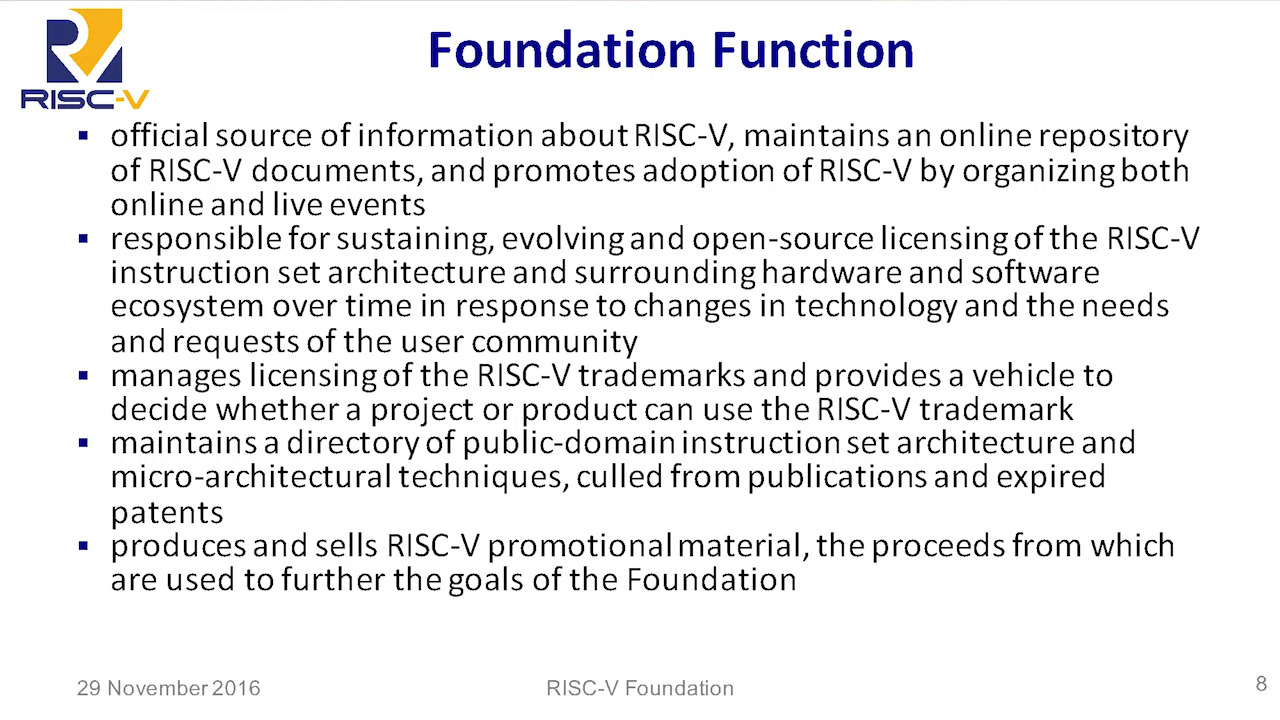 RISC-V
Foundation Function
▪ official source of information about RISC-V, maintains an online repository
of RISC-V documents, and promotes adoption of RISC-V by organizing both
online and live events
▪ responsible for sustaining, evolving and open-source licensing of the RISC-V
instruction set architecture and surrounding hardware and software
ecosystem over time in response to changes in technology and the needs
and requests of the user community
▪ manages licensing of the RISC-V trademarks and provides a vehicle to
decide whether a project or product can use the RISC-V trademark
▪ maintains a directory of public-domain instruction set architecture and
micro-architectural techniques, culled from publications and expired
patents
▪ produces and sells RISC-V promotional material, the proceeds from which
are used to further the goals of the Foundation
29 November 2016
RISC-V Foundation
8